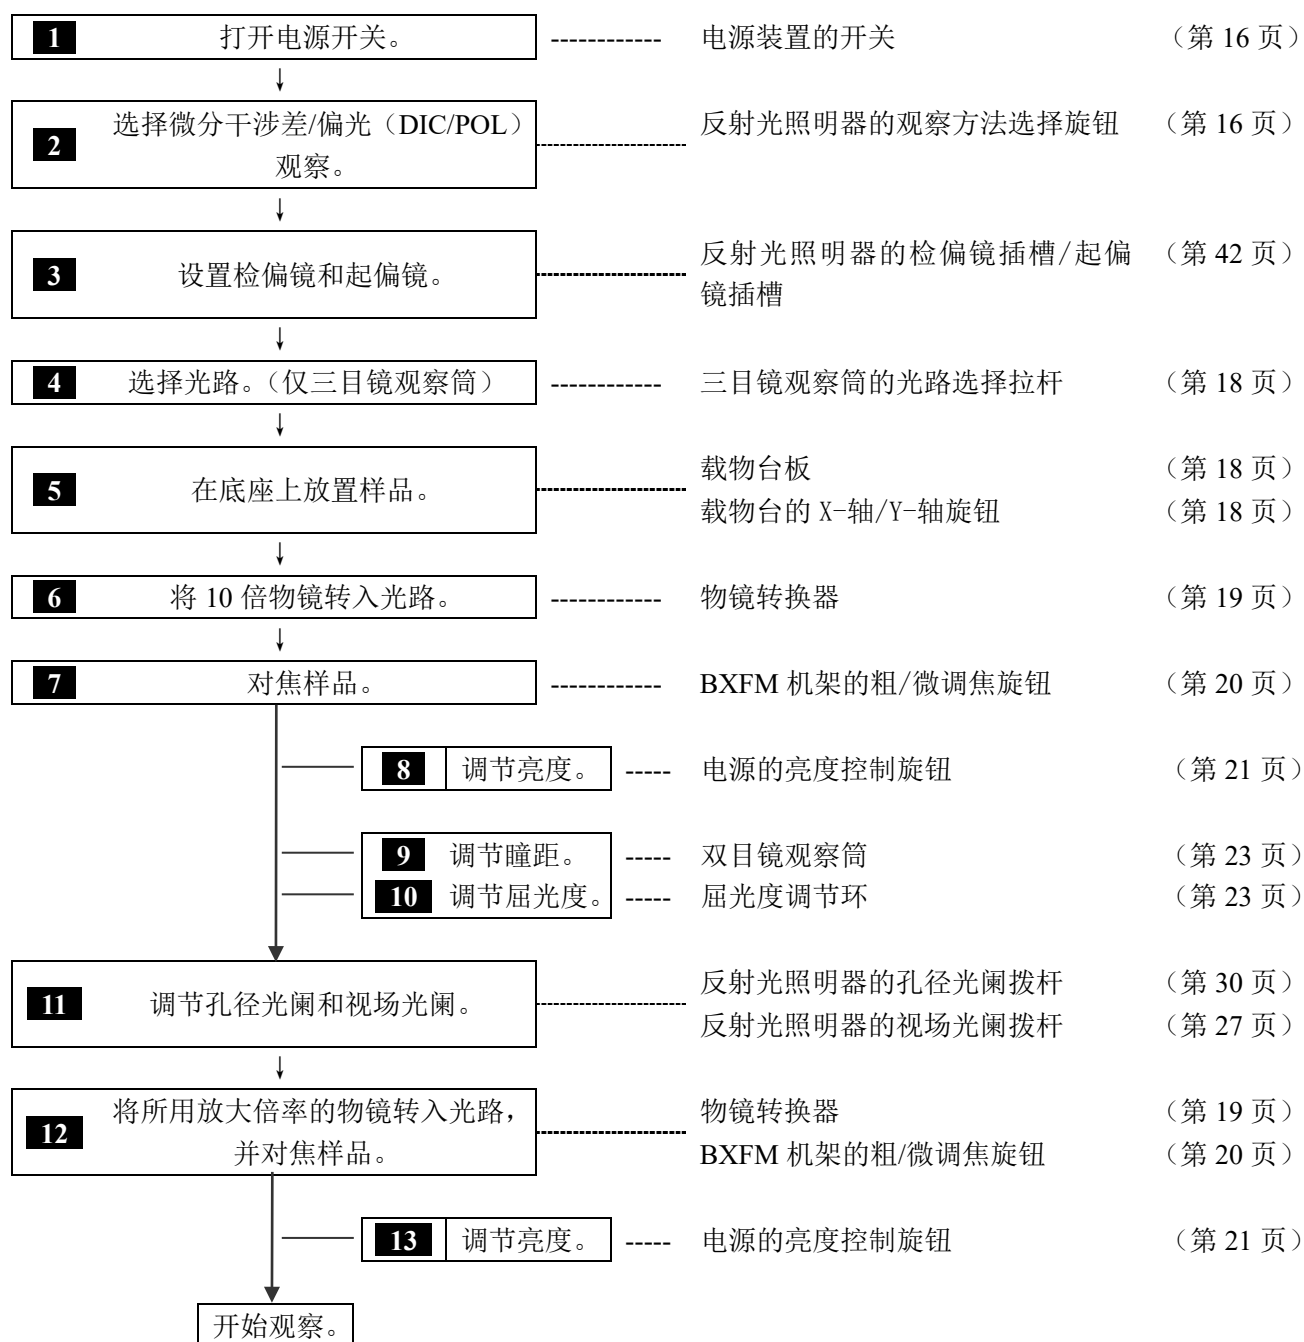 1 打开电源开关。 ------------ 电源装置的开关 （第 16 页）
↓
选择微分干涉差/偏光（DIC/POL） 反射光照明器的观察方法选择旋钮 （第 16 页）
2 观察。
↓
3 设置检偏镜和起偏镜。 反射光照明器的检偏镜插槽/起偏 （第 42 页）
镜插槽
↓
4 选择光路。（仅三目镜观察筒） ------------ 三目镜观察筒的光路选择拉杆 （第 18 页）
↓
5 在底座上放置样品。 载物台板 （第 18 页）
载物台的 X-轴/Y-轴旋钮 （第 18 页）
↓
6 将 10 倍物镜转入光路。 ------------ 物镜转换器 （第 19 页）
↓
7 对焦样品。 ------------ BXFM 机架的粗/微调焦旋钮 （第 20 页）
8 调节亮度。 ----- 电源的亮度控制旋钮 （第 21 页）
9 调节瞳距。 ----- 双目镜观察筒 （第 23 页）
10 调节屈光度。 ----- 屈光度调节环 （第 23 页）
11 调节孔径光阑和视场光阑。 反射光照明器的孔径光阑拨杆 （第 30 页）
反射光照明器的视场光阑拨杆 （第 27 页）
↓
12 将所用放大倍率的物镜转入光路， 物镜转换器 （第 19 页）
并对焦样品。 BXFM 机架的粗/微调焦旋钮 （第 20 页）
13 调节亮度。 ----- 电源的亮度控制旋钮 （第 21 页）
开始观察。